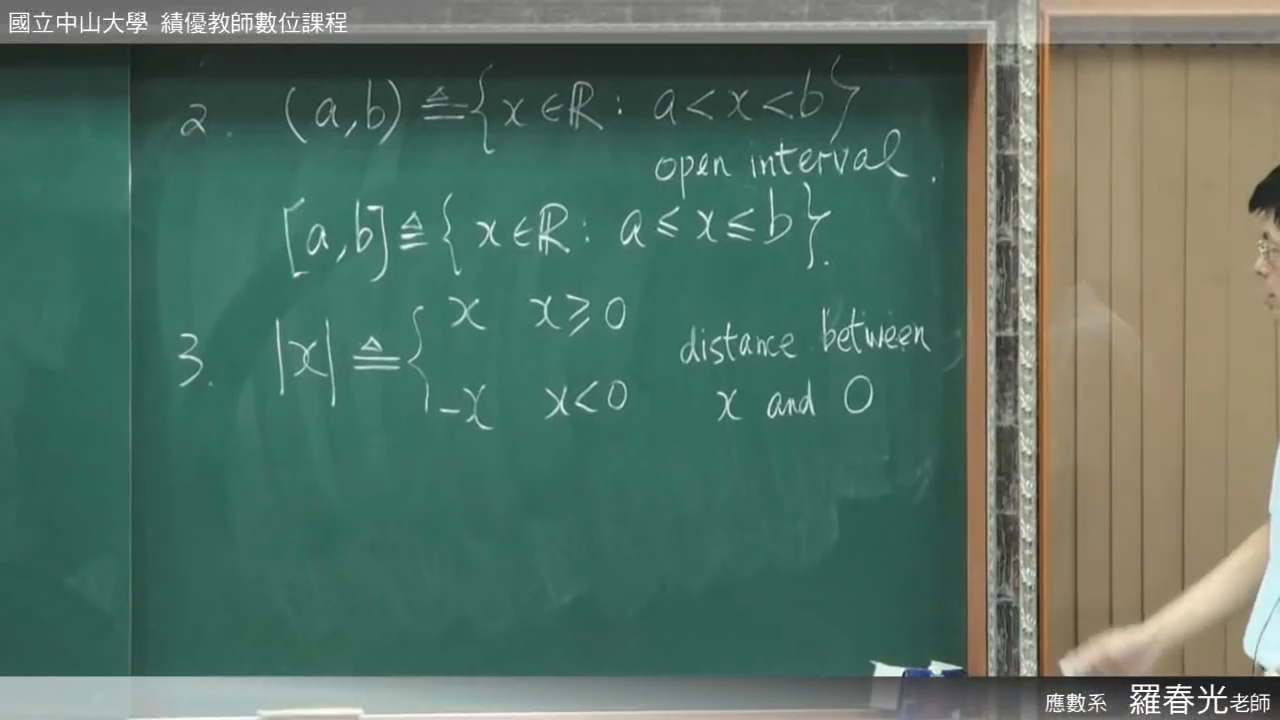 國立中山大學 績優教師數位課程
2. (a,b) ≜ { x∈ℝ : a<x<b }
open interval.
[a,b] ≜ { x∈ℝ : a≤x≤b }.
3. |x| ≜ { x x≥0
-x x<0
distance between
x and 0
應數系 羅春光老師